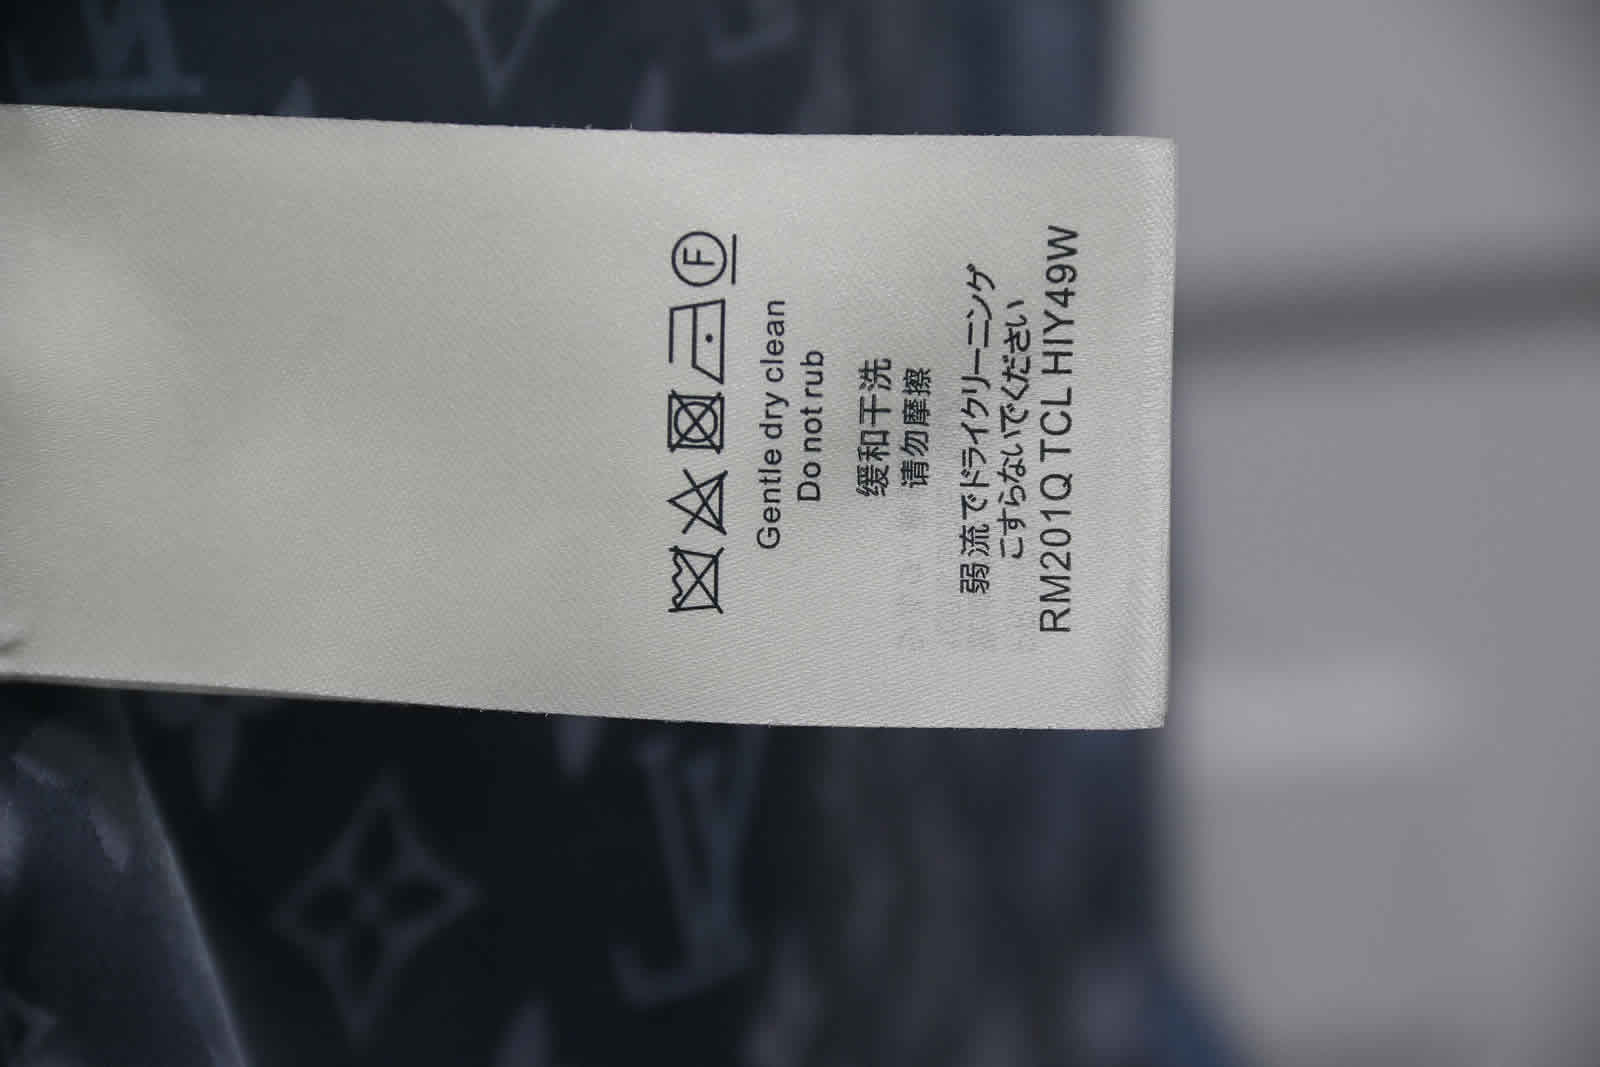 F
Gentle dry clean
Do not rub
缓和干洗
请勿摩擦
弱流でドライクリーニング
こすらないでください
RM201Q TCL HIY49W